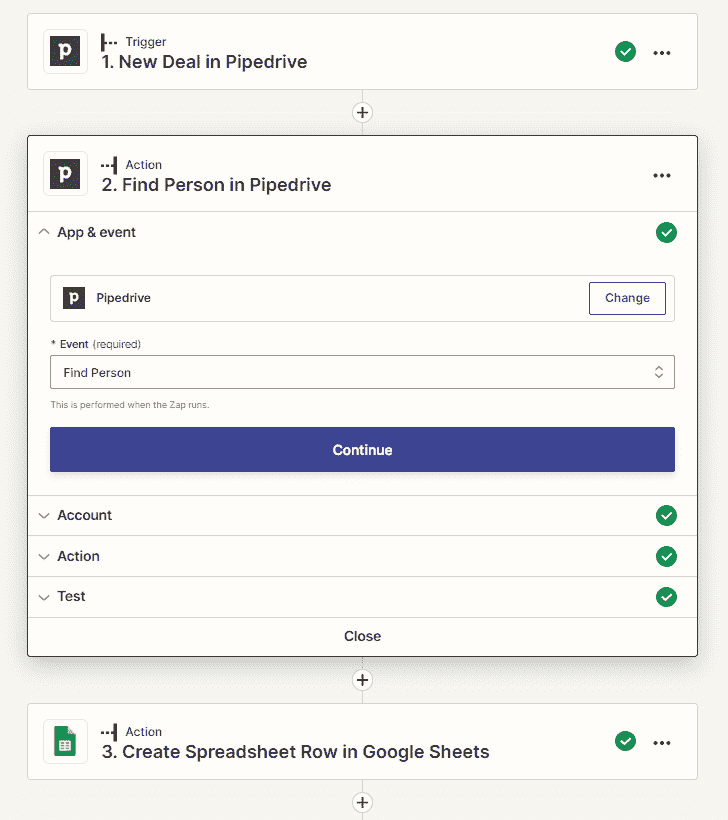 p
Trigger
1. New Deal in Pipedrive
p
Action
2. Find Person in Pipedrive
App & event
p
Pipedrive
Change
* Event (required)
Find Person
This is performed when the Zap runs.
Continue
Account
Action
Test
Close
Action
3. Create Spreadsheet Row in Google Sheets